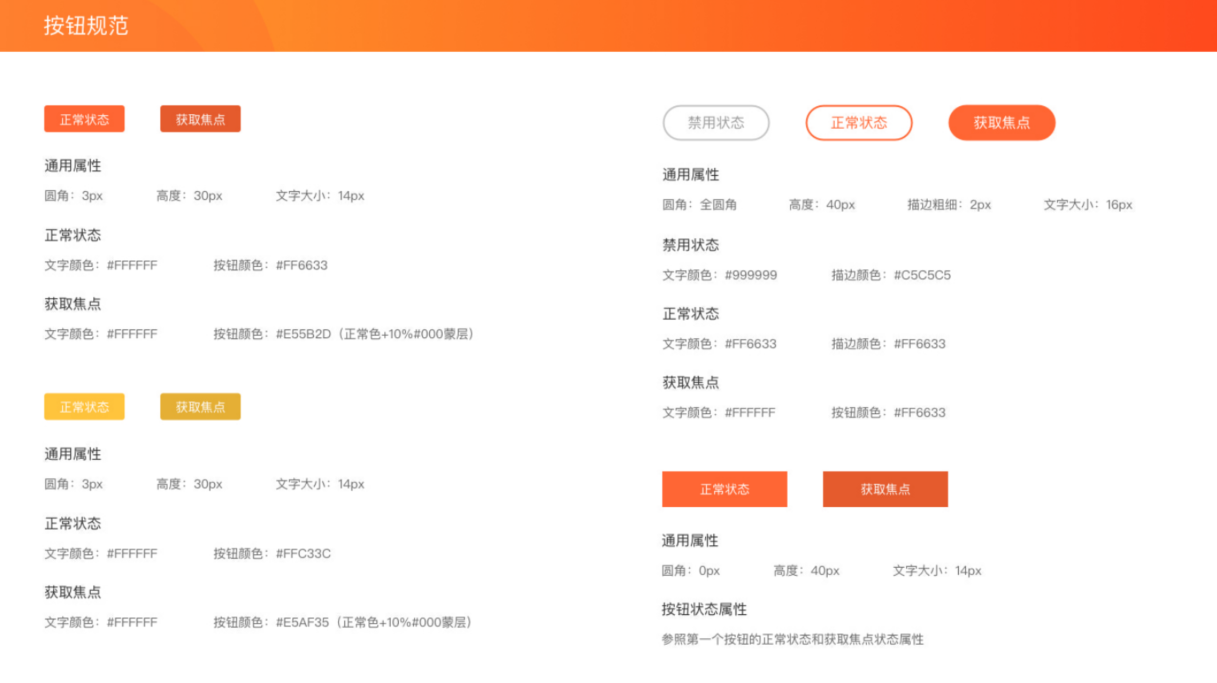 按钮规范
正常状态 获取焦点
通用属性
圆角：3px 高度：30px 文字大小：14px
正常状态
文字颜色：#FFFFFF 按钮颜色：#FF6633
获取焦点
文字颜色：#FFFFFF 按钮颜色：#E55B2D（正常色+10%#000蒙层）
正常状态 获取焦点
通用属性
圆角：3px 高度：30px 文字大小：14px
正常状态
文字颜色：#FFFFFF 按钮颜色：#FFC33C
获取焦点
文字颜色：#FFFFFF 按钮颜色：#E5AF35（正常色+10%#000蒙层）
禁用状态 正常状态 获取焦点
通用属性
圆角：全圆角 高度：40px 描边粗细：2px 文字大小：16px
禁用状态
文字颜色：#999999 描边颜色：#C5C5C5
正常状态
文字颜色：#FF6633 描边颜色：#FF6633
获取焦点
文字颜色：#FFFFFF 按钮颜色：#FF6633
正常状态 获取焦点
通用属性
圆角：0px 高度：40px 文字大小：14px
按钮状态属性
参照第一个按钮的正常状态和获取焦点状态属性